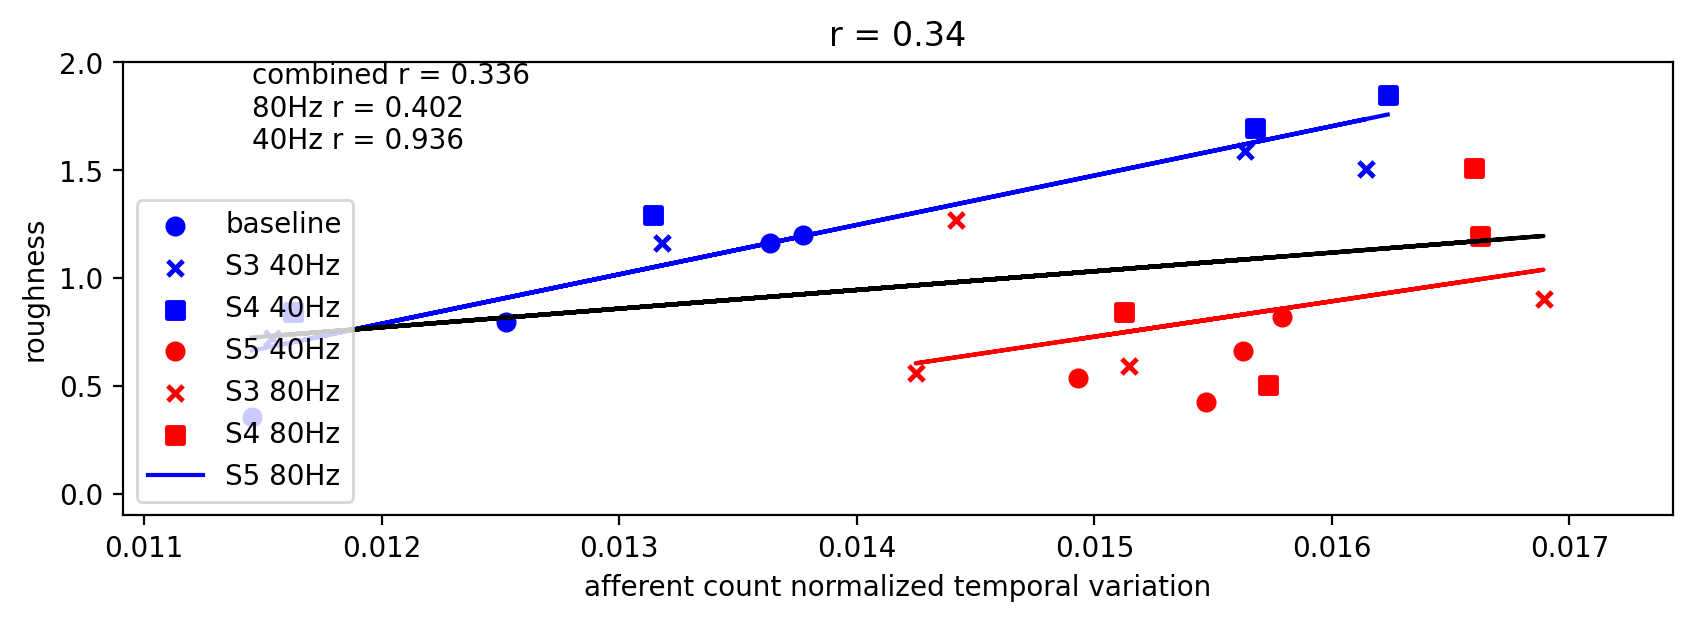 r = 0.34
combined r = 0.336
80Hz r = 0.402
40Hz r = 0.936
2.0
1.5
1.0
0.5
0.0
roughness
baseline
S3 40Hz
S4 40Hz
S5 40Hz
S3 80Hz
S4 80Hz
S5 80Hz
0.011 0.012 0.013 0.014 0.015 0.016 0.017
afferent count normalized temporal variation